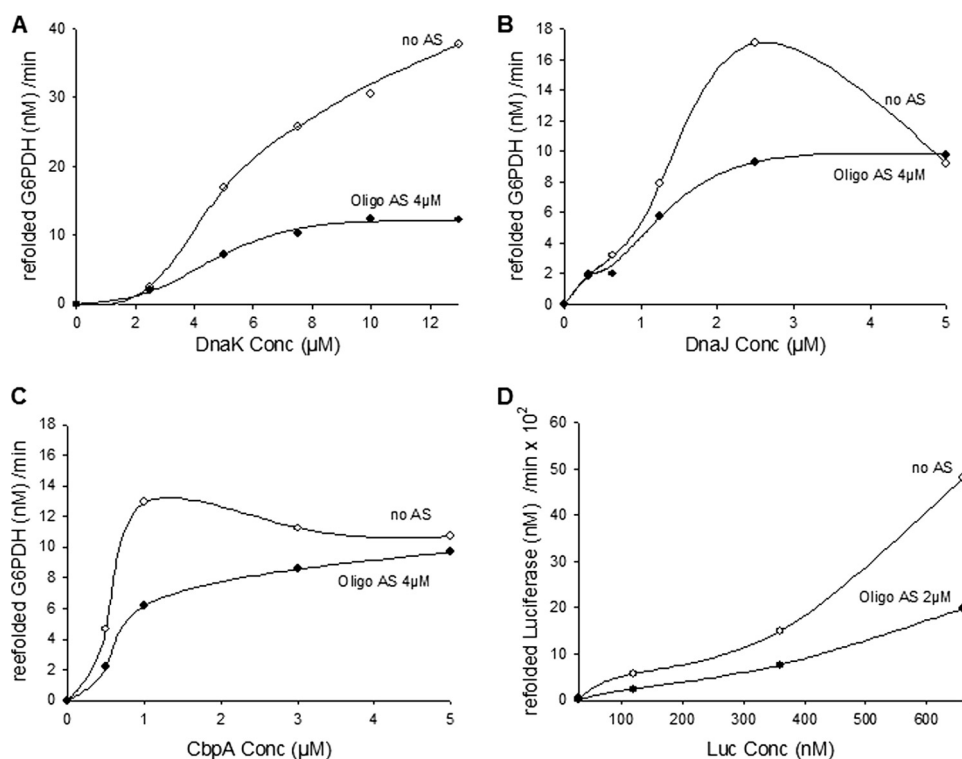 A
refolded G6PDH (nM) /min
40
30
20
10
0
no AS
Oligo AS 4µM
0 2 4 6 8 10 12
DnaK Conc (µM)
B
refolded G6PDH (nM) /min
18
16
14
12
10
8
6
4
2
0
no AS
Oligo AS 4µM
0 1 2 3 4 5
DnaJ Conc (µM)
C
reefolded G6PDH (nM) /min
18
16
14
12
10
8
6
4
2
0
no AS
Oligo AS 4µM
0 1 2 3 4 5
CbpA Conc (µM)
D
refolded Luciferase (nM) /min x 10²
60
50
40
30
20
10
0
no AS
Oligo AS 2µM
100 200 300 400 500 600
Luc Conc (nM)